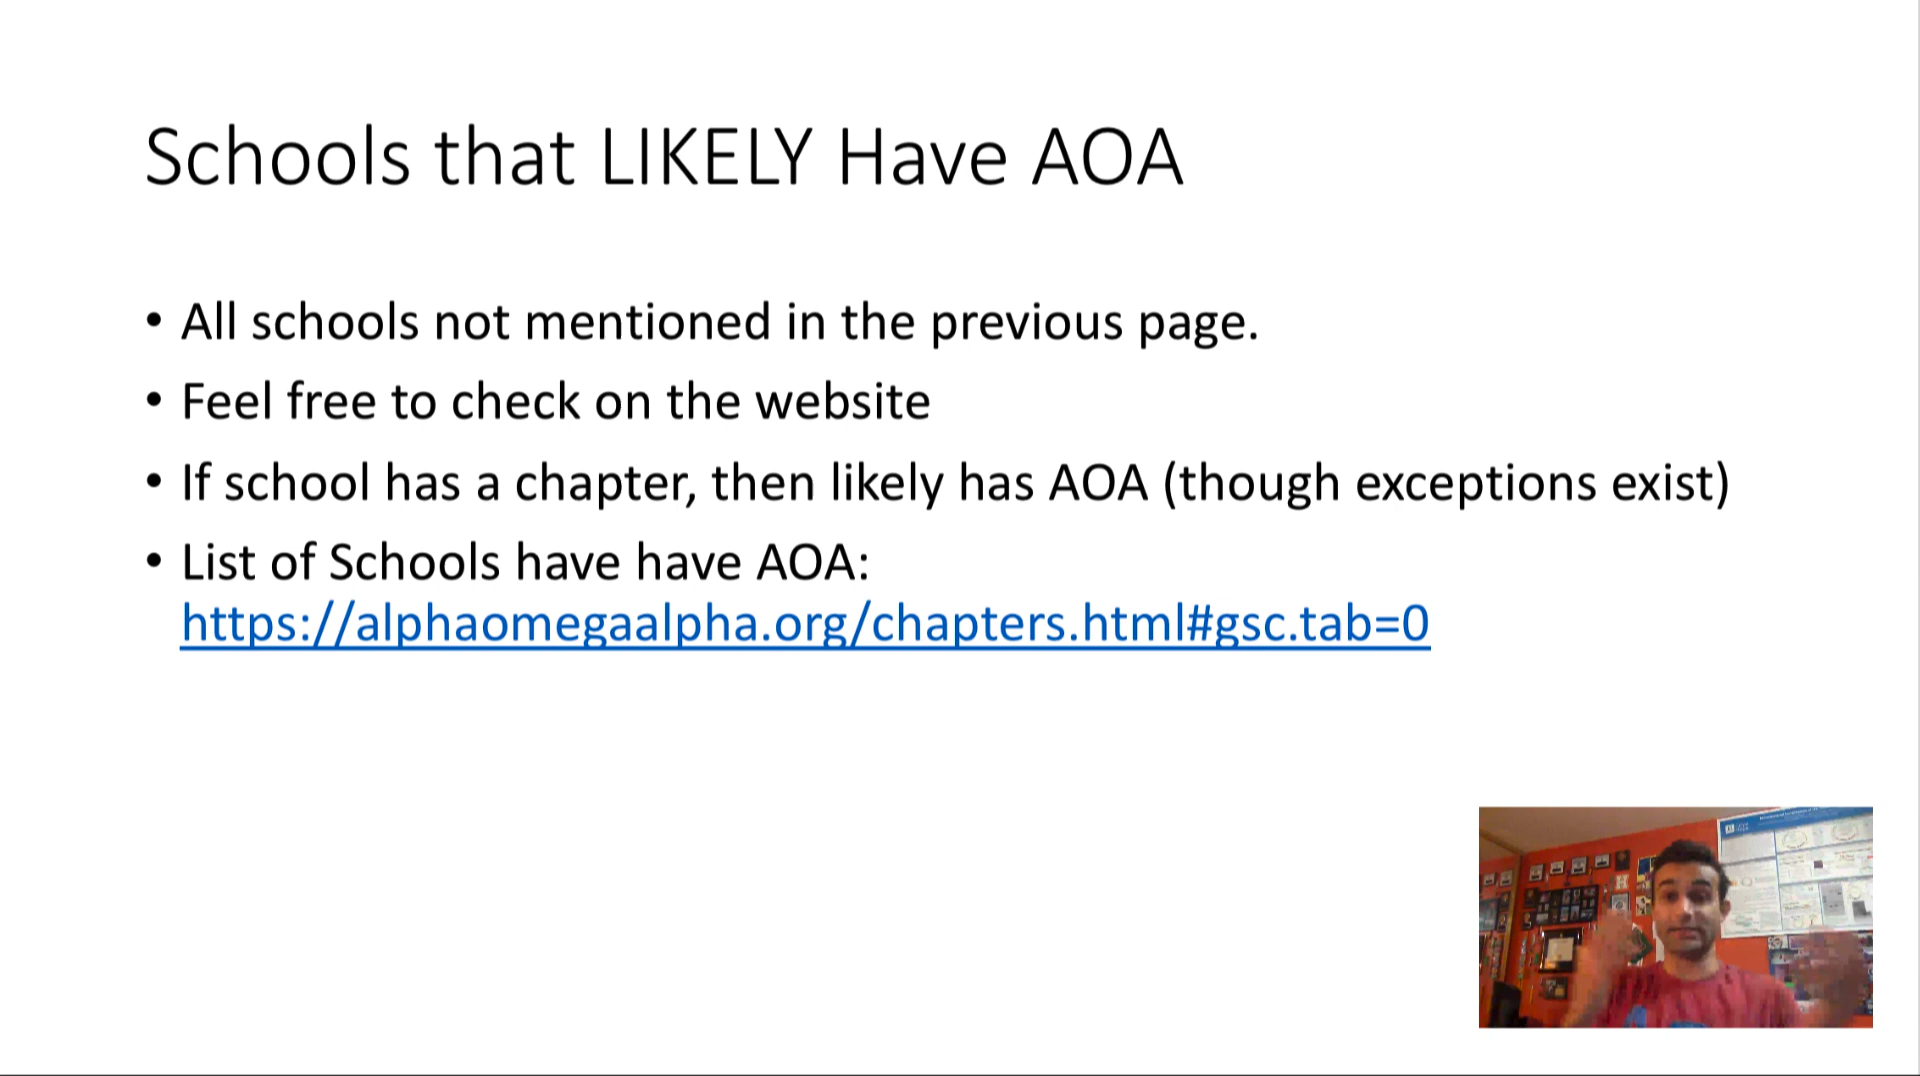 Schools that LIKELY Have AOA
• All schools not mentioned in the previous page.
• Feel free to check on the website
• If school has a chapter, then likely has AOA (though exceptions exist)
• List of Schools have have AOA:
https://alphaomegaalpha.org/chapters.html#gsc.tab=0